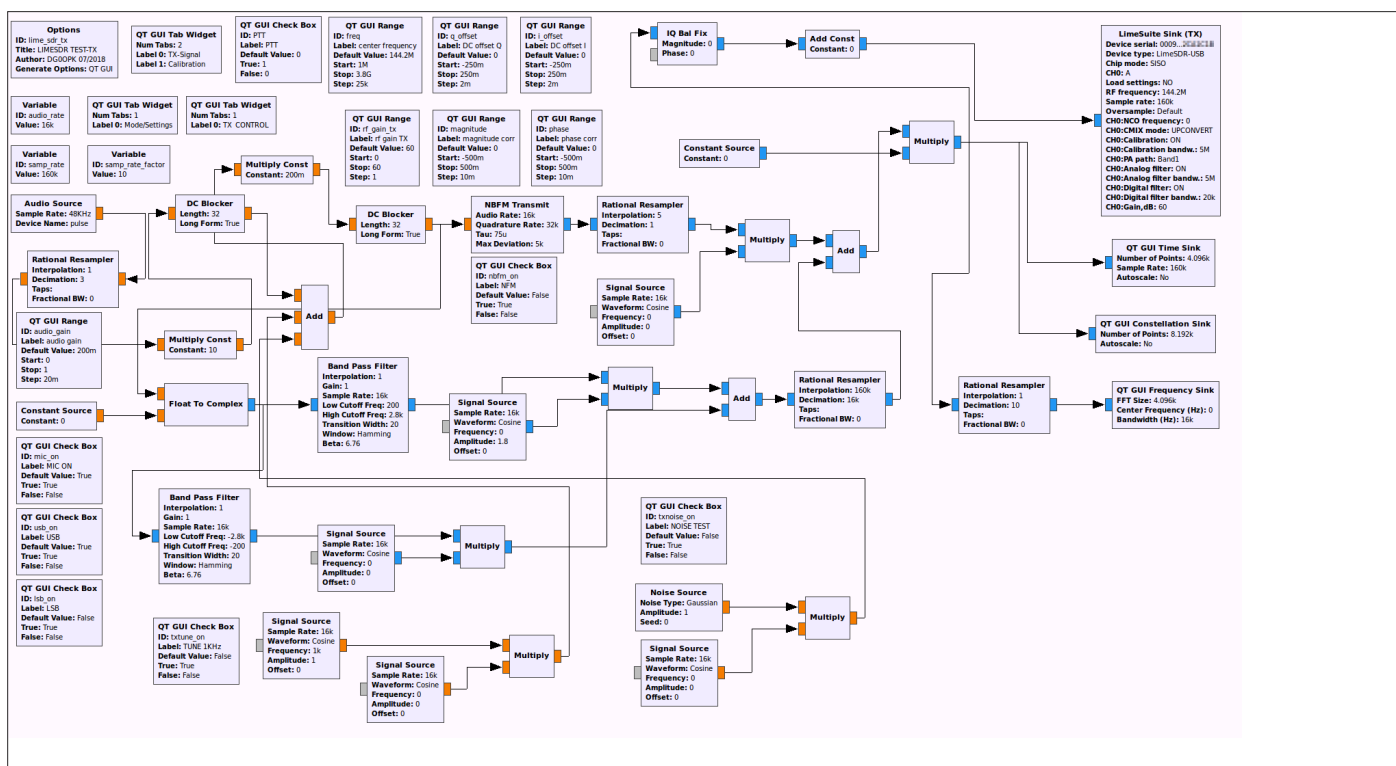 Options
ID: lime_sdr_tx
Title: LIMESDR TEST-TX
Author: DG0OPK 07/2018
Generate Options: QT GUI
QT GUI Tab Widget
Num Tabs: 2
Label 0: TX-Signal
Label 1: Calibration
QT GUI Check Box
ID: PTT
Label: PTT
Default Value: 0
True: 1
False: 0
QT GUI Range
ID: freq
Label: center frequency
Default Value: 144.2M
Start: 1M
Stop: 3.8G
Step: 25k
QT GUI Range
ID: q_offset
Label: DC offset Q
Default Value: 0
Start: -250m
Stop: 250m
Step: 2m
QT GUI Range
ID: i_offset
Label: DC offset I
Default Value: 0
Start: -250m
Stop: 250m
Step: 2m
IQ Bal Fix
Magnitude: 0
Phase: 0
Add Const
Constant: 0
LimeSuite Sink (TX)
Device serial: 0009...
Device type: LimeSDR-USB
Chip mode: SISO
CH0: A
Load settings: NO
RF frequency: 144.2M
Sample rate: 160k
Oversample: Default
CH0:NCO frequency: 0
CH0:CMIX mode: UPCONVERT
CH0:Calibration: ON
CH0:Calibration bandw.: 5M
CH0:PA path: Band1
CH0:Analog filter: ON
CH0:Analog filter bandw.: 5M
CH0:Digital filter: ON
CH0:Digital filter bandw.: 20k
CH0:Gain,dB: 60
Variable
ID: audio_rate
Value: 16k
QT GUI Tab Widget
Num Tabs: 1
Label 0: Mode/Settings
QT GUI Tab Widget
Num Tabs: 1
Label 0: TX CONTROL
QT GUI Range
ID: rf_gain_tx
Label: rf gain TX
Default Value: 60
Start: 0
Stop: 60
Step: 1
QT GUI Range
ID: magnitude
Label: magnitude corr
Default Value: 0
Start: -500m
Stop: 500m
Step: 10m
QT GUI Range
ID: phase
Label: phase corr
Default Value: 0
Start: -500m
Stop: 500m
Step: 10m
Constant Source
Constant: 0
Multiply
Variable
ID: samp_rate
Value: 160k
Variable
ID: samp_rate_factor
Value: 10
Multiply Const
Constant: 200m
Audio Source
Sample Rate: 48KHz
Device Name: pulse
DC Blocker
Length: 32
Long Form: True
DC Blocker
Length: 32
Long Form: True
NBFM Transmit
Audio Rate: 16k
Quadrature Rate: 32k
Tau: 75u
Max Deviation: 5k
Rational Resampler
Interpolation: 5
Decimation: 1
Taps:
Fractional BW: 0
Multiply
Add
QT GUI Time Sink
Number of Points: 4.096k
Sample Rate: 160k
Autoscale: No
Rational Resampler
Interpolation: 1
Decimation: 3
Taps:
Fractional BW: 0
QT GUI Check Box
ID: nbfm_on
Label: NFM
Default Value: False
True: True
False: False
Signal Source
Sample Rate: 16k
Waveform: Cosine
Frequency: 0
Amplitude: 0
Offset: 0
Add
QT GUI Range
ID: audio_gain
Label: audio gain
Default Value: 200m
Start: 0
Stop: 1
Step: 20m
Multiply Const
Constant: 10
QT GUI Constellation Sink
Number of Points: 8.192k
Autoscale: No
Band Pass Filter
Interpolation: 1
Gain: 1
Sample Rate: 16k
Low Cutoff Freq: 200
High Cutoff Freq: 2.8k
Transition Width: 20
Window: Hamming
Beta: 6.76
Multiply
Add
Rational Resampler
Interpolation: 160k
Decimation: 16k
Taps:
Fractional BW: 0
Rational Resampler
Interpolation: 1
Decimation: 10
Taps:
Fractional BW: 0
QT GUI Frequency Sink
FFT Size: 4.096k
Center Frequency (Hz): 0
Bandwidth (Hz): 16k
Constant Source
Constant: 0
Float To Complex
Signal Source
Sample Rate: 16k
Waveform: Cosine
Frequency: 0
Amplitude: 1.8
Offset: 0
QT GUI Check Box
ID: mic_on
Label: MIC ON
Default Value: True
True: True
False: False
Band Pass Filter
Interpolation: 1
Gain: 1
Sample Rate: 16k
Low Cutoff Freq: -2.8k
High Cutoff Freq: -200
Transition Width: 20
Window: Hamming
Beta: 6.76
Signal Source
Sample Rate: 16k
Waveform: Cosine
Frequency: 0
Amplitude: 0
Offset: 0
Multiply
QT GUI Check Box
ID: txnoise_on
Label: NOISE TEST
Default Value: False
True: True
False: False
QT GUI Check Box
ID: usb_on
Label: USB
Default Value: True
True: True
False: False
QT GUI Check Box
ID: lsb_on
Label: LSB
Default Value: False
True: True
False: False
Noise Source
Noise Type: Gaussian
Amplitude: 1
Seed: 0
Multiply
QT GUI Check Box
ID: txtune_on
Label: TUNE 1KHz
Default Value: False
True: True
False: False
Signal Source
Sample Rate: 16k
Waveform: Cosine
Frequency: 1k
Amplitude: 1
Offset: 0
Multiply
Signal Source
Sample Rate: 16k
Waveform: Cosine
Frequency: 0
Amplitude: 0
Offset: 0
Signal Source
Sample Rate: 16k
Waveform: Cosine
Frequency: 0
Amplitude: 0
Offset: 0